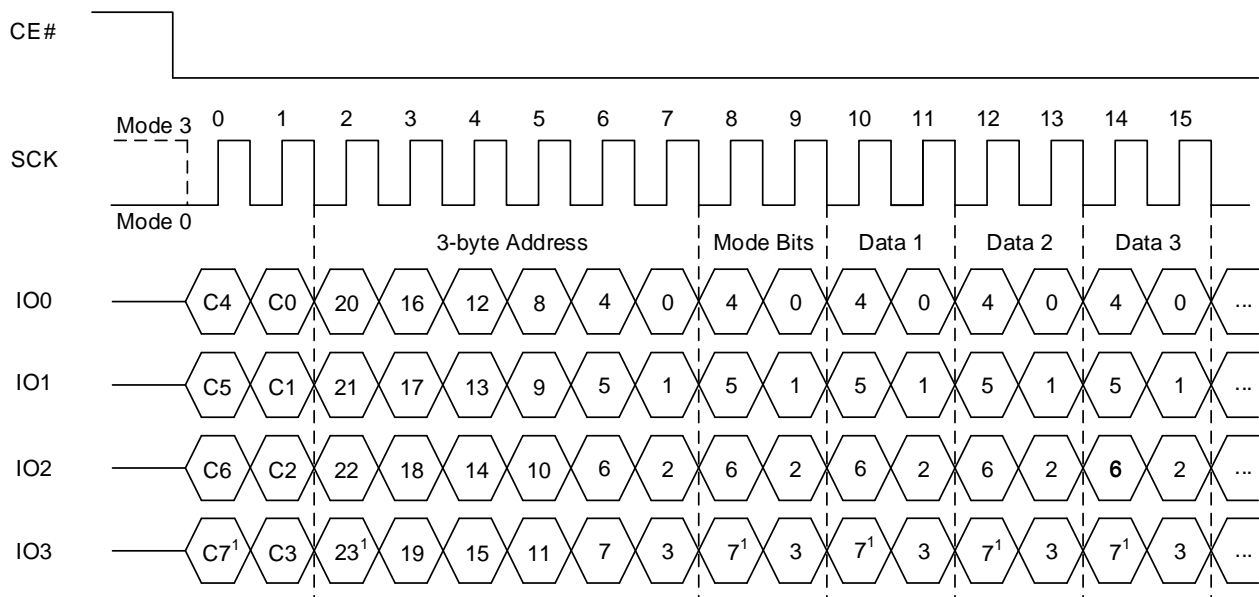 CE#
Mode 3 0 1 2 3 4 5 6 7 8 9 10 11 12 13 14 15
SCK
Mode 0
3-byte Address Mode Bits Data 1 Data 2 Data 3
IO0 C4 C0 20 16 12 8 4 0 4 0 4 0 4 0 4 0 ...
IO1 C5 C1 21 17 13 9 5 1 5 1 5 1 5 1 5 1 ...
IO2 C6 C2 22 18 14 10 6 2 6 2 6 2 6 2 6 2 ...
IO3 C7¹ C3 23¹ 19 15 11 7 3 7¹ 3 7¹ 3 7¹ 3 7¹ 3 ...